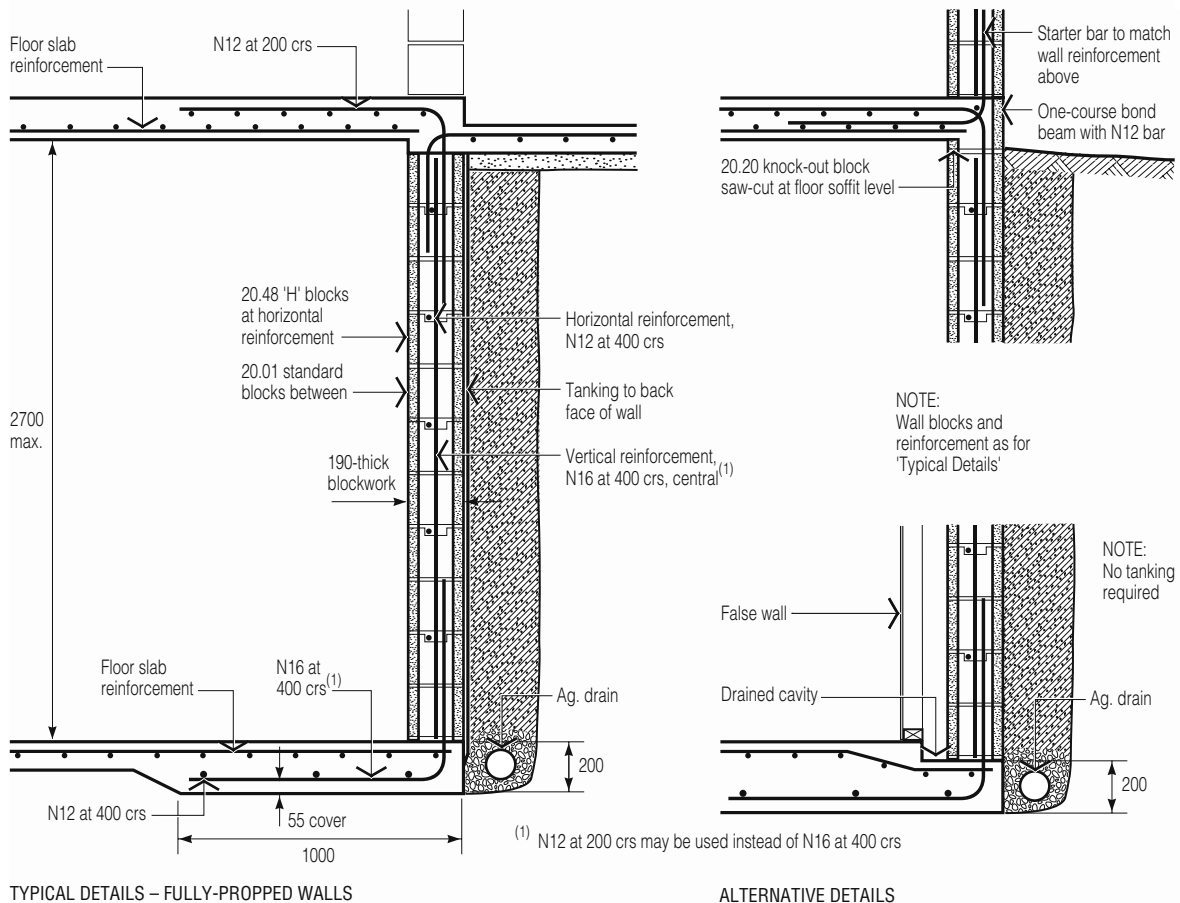 Floor slab
reinforcement
N12 at 200 crs
20.48 'H' blocks
at horizontal
reinforcement
20.01 standard
blocks between
Horizontal reinforcement,
N12 at 400 crs
Tanking to back
face of wall
2700
max.
190-thick
blockwork
Vertical reinforcement,
N16 at 400 crs, central(1)
Floor slab
reinforcement
N16 at
400 crs(1)
Ag. drain
200
N12 at 400 crs
55 cover
1000
(1) N12 at 200 crs may be used instead of N16 at 400 crs
TYPICAL DETAILS – FULLY-PROPPED WALLS
Starter bar to match
wall reinforcement
above
One-course bond
beam with N12 bar
20.20 knock-out block
saw-cut at floor soffit level
NOTE:
Wall blocks and
reinforcement as for
'Typical Details'
NOTE:
No tanking
required
False wall
Drained cavity
Ag. drain
200
ALTERNATIVE DETAILS